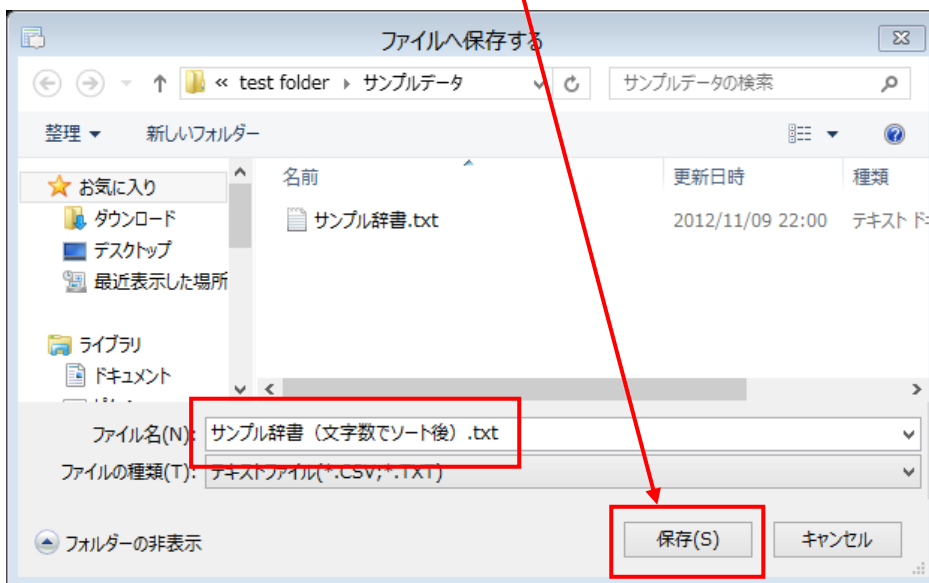 ファイルへ保存する
« test folder ▸ サンプルデータ
サンプルデータの検索
整理 ▼ 新しいフォルダー
お気に入り
ダウンロード
デスクトップ
最近表示した場所
ライブラリ
ドキュメント
名前 更新日時 種類
サンプル辞書.txt 2012/11/09 22:00 テキスト ド
ファイル名(N): サンプル辞書（文字数でソート後）.txt
ファイルの種類(T): テキストファイル(*.CSV;*.TXT)
フォルダーの非表示
保存(S) キャンセル